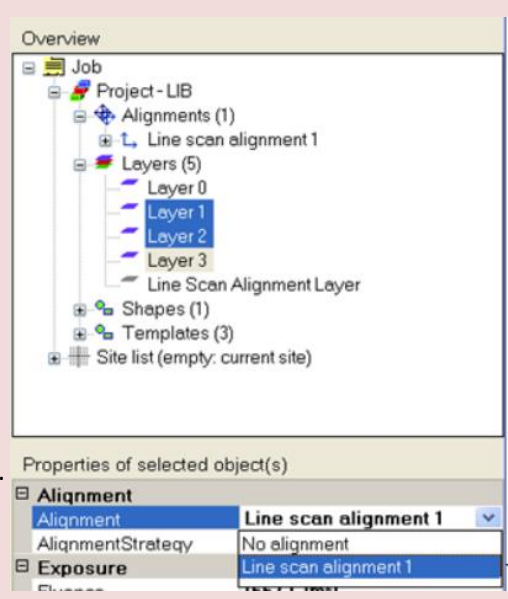 Overview
Job
Project - LIB
Alignments (1)
Line scan alignment 1
Layers (5)
Layer 0
Layer 1
Layer 2
Layer 3
Line Scan Alignment Layer
Shapes (1)
Templates (3)
Site list (empty: current site)
Properties of selected object(s)
Alignment
Alignment Line scan alignment 1
AlignmentStrategy No alignment
Exposure Line scan alignment 1